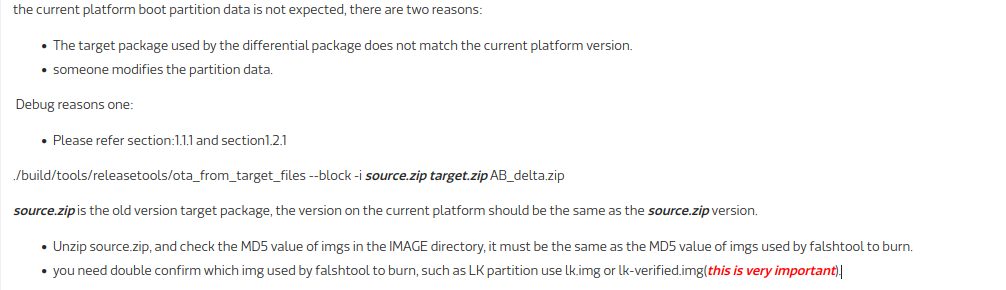 the current platform boot partition data is not expected, there are two reasons:
• The target package used by the differential package does not match the current platform version.
• someone modifies the partition data.
Debug reasons one:
• Please refer section:1.1.1 and section1.2.1
./build/tools/releasetools/ota_from_target_files --block -i source.zip target.zip AB_delta.zip
source.zip is the old version target package, the version on the current platform should be the same as the source.zip version.
• Unzip source.zip, and check the MD5 value of imgs in the IMAGE directory, it must be the same as the MD5 value of imgs used by falshtool to burn.
• you need double confirm which img used by falshtool to burn, such as LK partition use lk.img or lk-verified.img(this is very important).